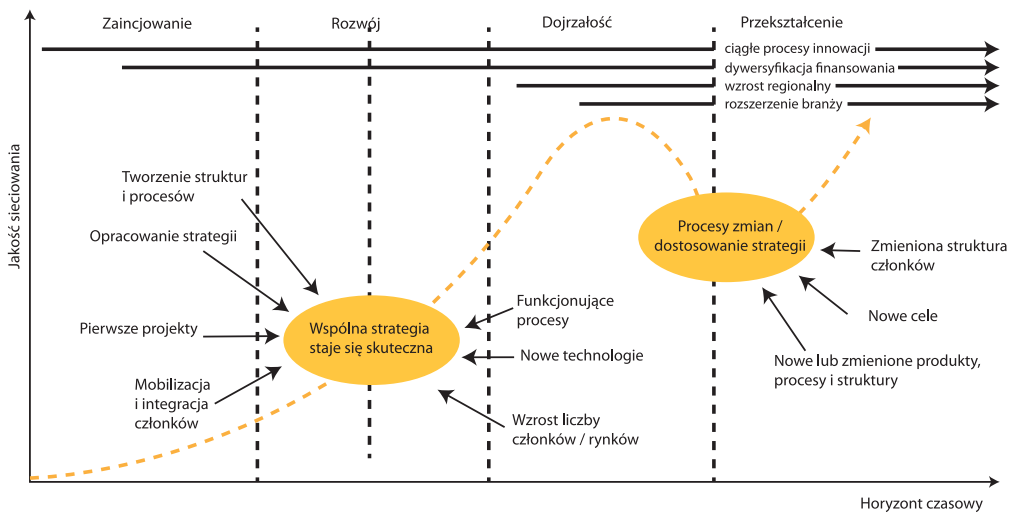 Zaincjowanie
Rozwój
Dojrzałość
Przekształcenie
ciągłe procesy innowacji
dywersyfikacja finansowania
wzrost regionalny
rozszerzenie branży
Jakość sieciowania
Tworzenie struktur
i procesów
Opracowanie strategii
Pierwsze projekty
Mobilizacja
i integracja
członków
Wspólna strategia
staje się skuteczna
Funkcjonujące
procesy
Nowe technologie
Wzrost liczby
członków / rynków
Procesy zmian /
dostosowanie strategii
Zmieniona struktura
członków
Nowe cele
Nowe lub zmienione produkty,
procesy i struktury
Horyzont czasowy